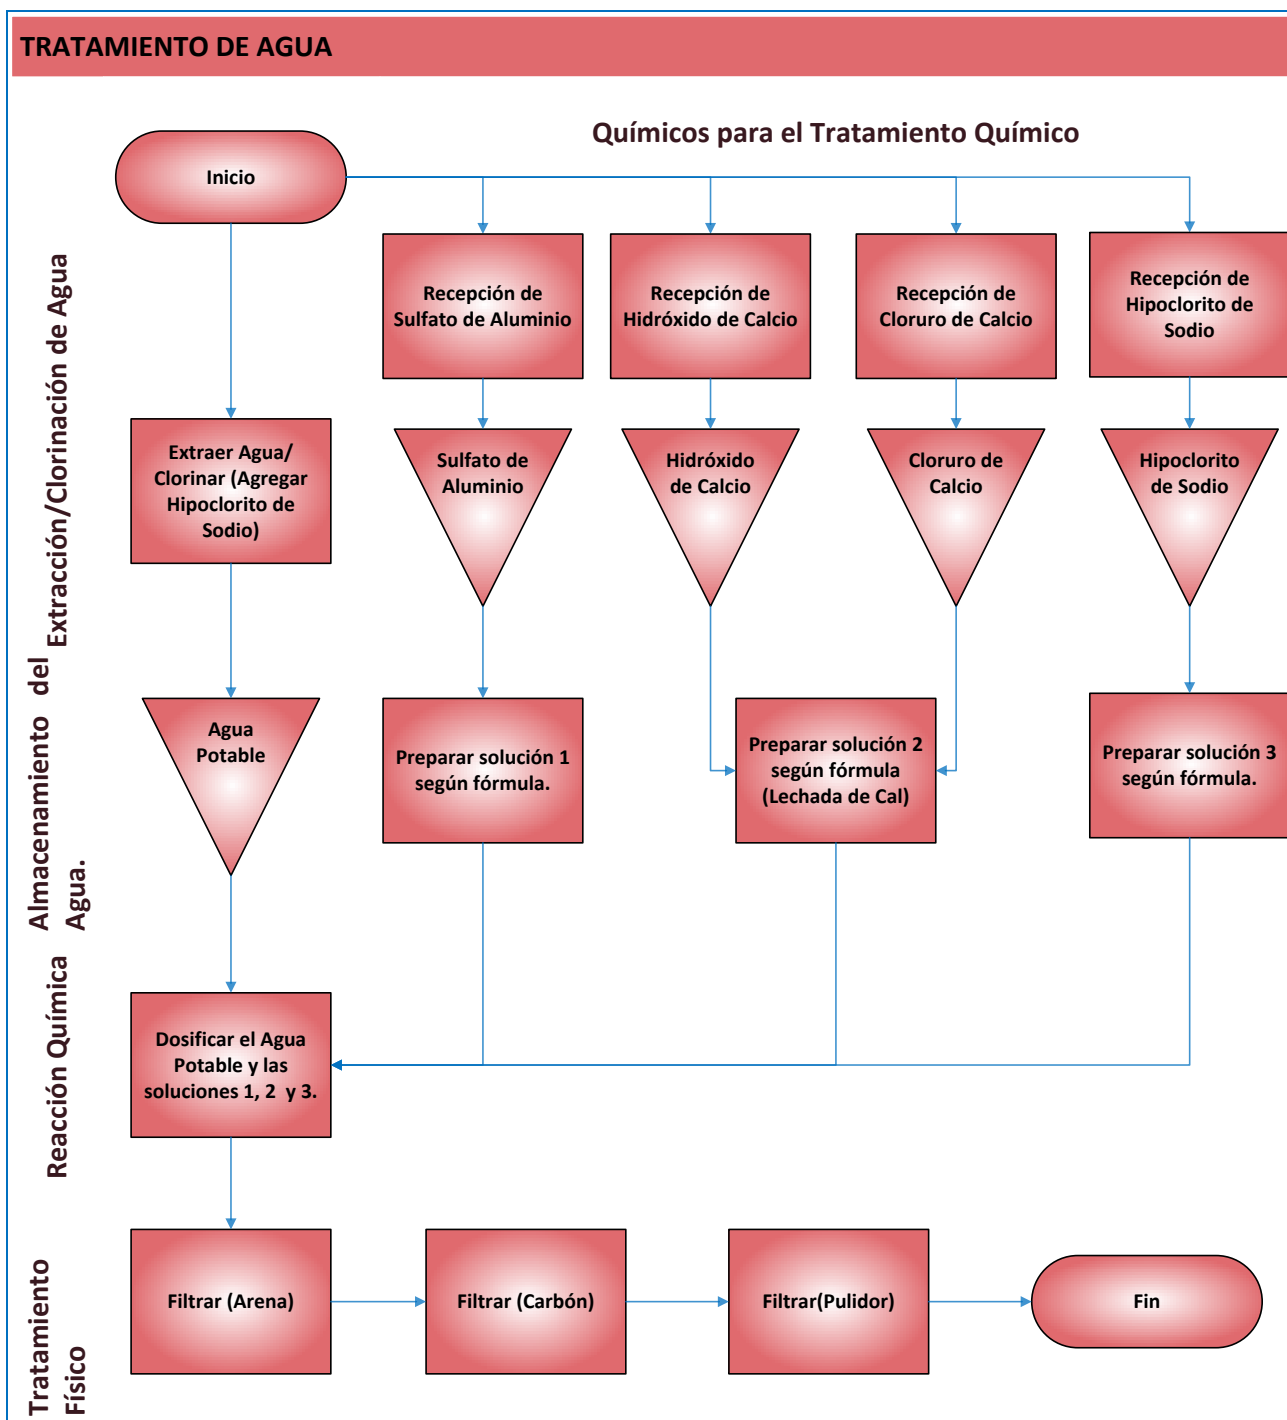 TRATAMIENTO DE AGUA
Químicos para el Tratamiento Químico
Inicio
Recepción de
Sulfato de Aluminio
Recepción de
Hidróxido de Calcio
Recepción de
Cloruro de Calcio
Recepción de
Hipoclorito de
Sodio
Extracción/Clorinación de Agua
Extraer Agua/
Clorinar (Agregar
Hipoclorito de
Sodio)
Sulfato de
Aluminio
Hidróxido
de Calcio
Cloruro de
Calcio
Hipoclorito
de Sodio
Almacenamiento del
Agua.
Agua
Potable
Preparar solución 1
según fórmula.
Preparar solución 2
según fórmula
(Lechada de Cal)
Preparar solución 3
según fórmula.
Reacción Química
Dosificar el Agua
Potable y las
soluciones 1, 2 y 3.
Tratamiento
Físico
Filtrar (Arena)
Filtrar (Carbón)
Filtrar(Pulidor)
Fin